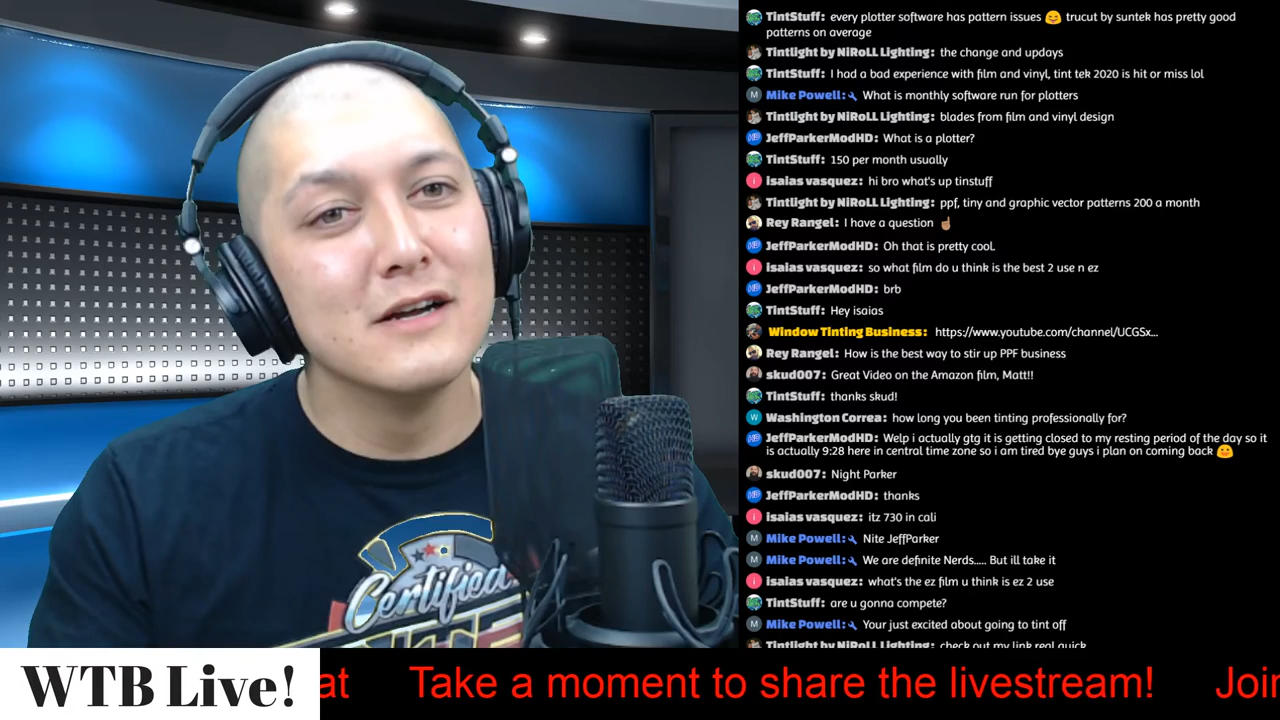 TintStuff: every plotter software has pattern issues 😊 trucut by suntek has pretty good
patterns on average
Tintlight by NiRoLL Lighting: the change and updays
TintStuff: I had a bad experience with film and vinyl, tint tek 2020 is hit or miss lol
M Mike Powell: What is monthly software run for plotters
Tintlight by NiRoLL Lighting: blades from film and vinyl design
JeffParkerModHD: What is a plotter?
TintStuff: 150 per month usually
i isaias vasquez: hi bro what's up tinstuff
Tintlight by NiRoLL Lighting: ppf, tiny and graphic vector patterns 200 a month
Rey Rangel: I have a question ☝🏽
JeffParkerModHD: Oh that is pretty cool.
i isaias vasquez: so what film do u think is the best 2 use n ez
JeffParkerModHD: brb
TintStuff: Hey isaias
Window Tinting Business: https://www.youtube.com/channel/UCGSx...
Rey Rangel: How is the best way to stir up PPF business
skud007: Great Video on the Amazon film, Matt!!
TintStuff: thanks skud!
W Washington Correa: how long you been tinting professionally for?
JeffParkerModHD: Welp i actually gtg it is getting closed to my resting period of the day so it
is actually 9:28 here in central time zone so i am tired bye guys i plan on coming back 🙂
skud007: Night Parker
JeffParkerModHD: thanks
i isaias vasquez: itz 730 in cali
M Mike Powell: Nite JeffParker
M Mike Powell: We are definite Nerds..... But ill take it
i isaias vasquez: what's the ez film u think is ez 2 use
TintStuff: are u gonna compete?
M Mike Powell: Your just excited about going to tint off
Tintlight by NiRoLL Lighting: check out my link real quick
Certified
WTB Live! at Take a moment to share the livestream! Join